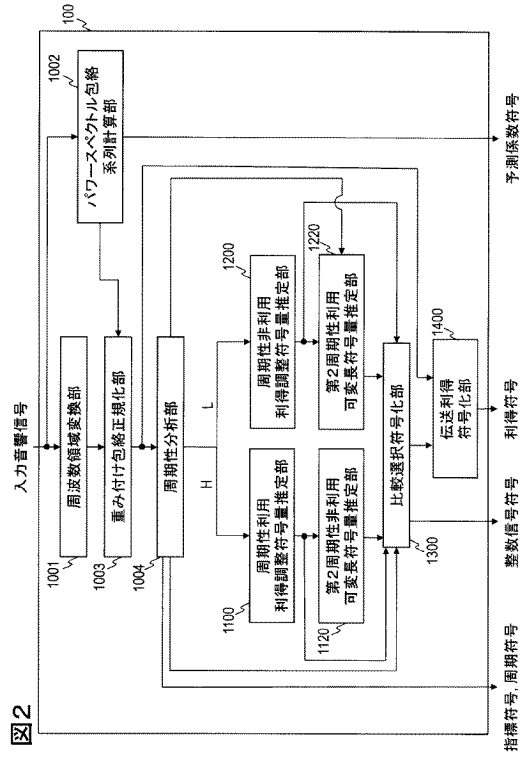 図2
入力音響信号
100
1001
周波数領域変換部
1002
パワースペクトル包絡
系列計算部
1003
重み付け包絡正規化部
1004
周期性分析部
H
L
1100
周期性利用
利得調整符号量推定部
1200
周期性非利用
利得調整符号量推定部
1120
第2周期性非利用
可変長符号量推定部
1220
第2周期性利用
可変長符号量推定部
1300
比較選択符号化部
1400
伝送利得
符号化部
指標符号,周期符号
整数信号符号
利得符号
予測係数符号